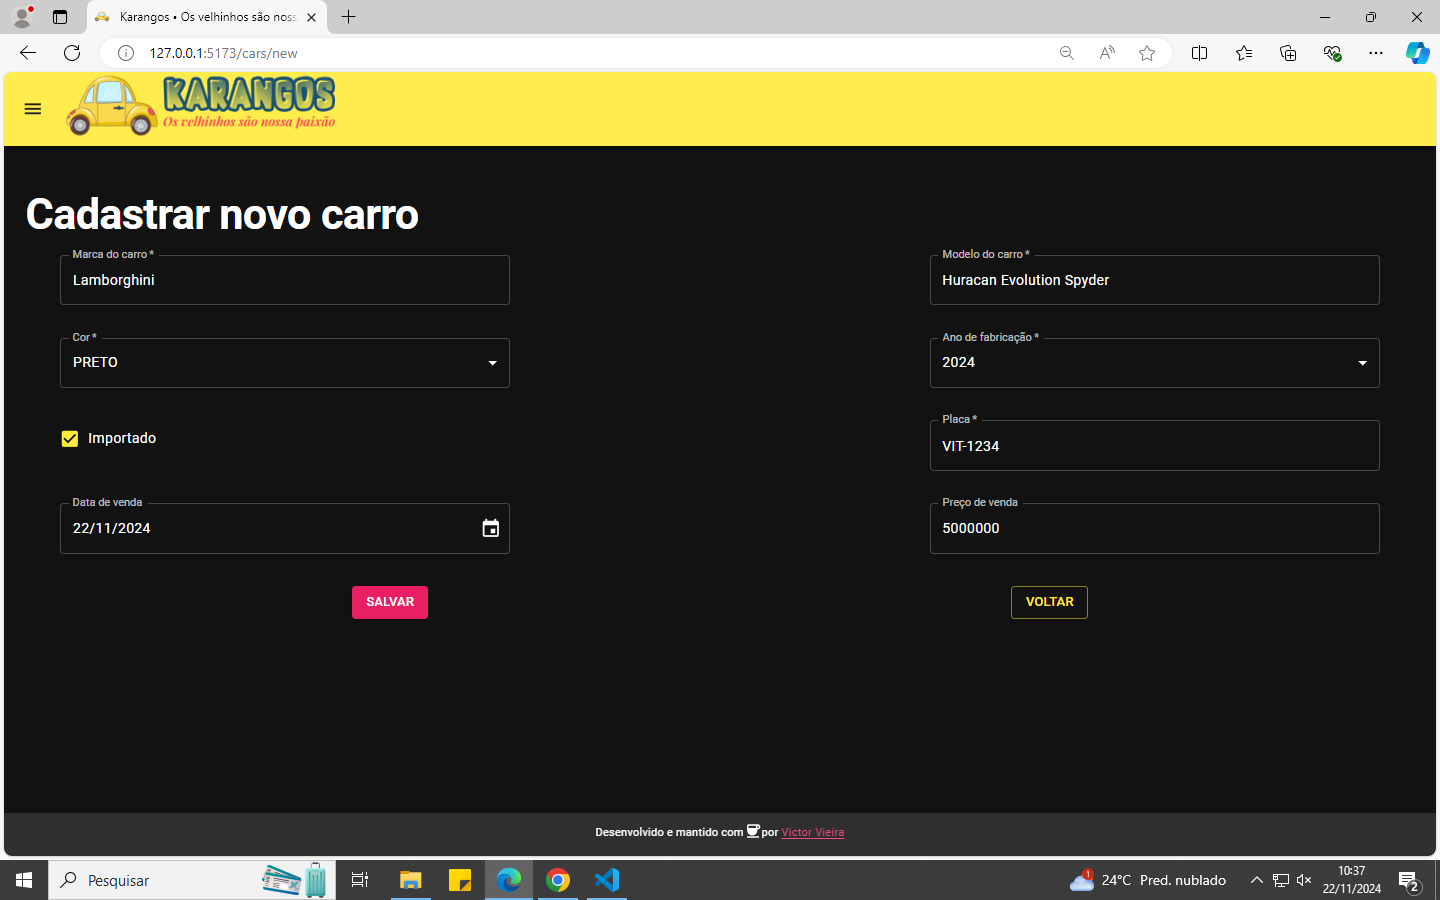 Karangos • Os velhinhos são noss
127.0.0.1:5173/cars/new
KARANGOS
Os velhinhos são nossa paixão
Cadastrar novo carro
Marca do carro *
Modelo do carro *
Lamborghini
Huracan Evolution Spyder
Cor *
Ano de fabricação *
PRETO
2024
Placa *
Importado
VIT-1234
Data de venda
Preço de venda
22/11/2024
5000000
SALVAR
VOLTAR
Desenvolvido e mantido com por Victor Vieira
Pesquisar
1
24°C Pred. nublado
10:37
22/11/2024
2